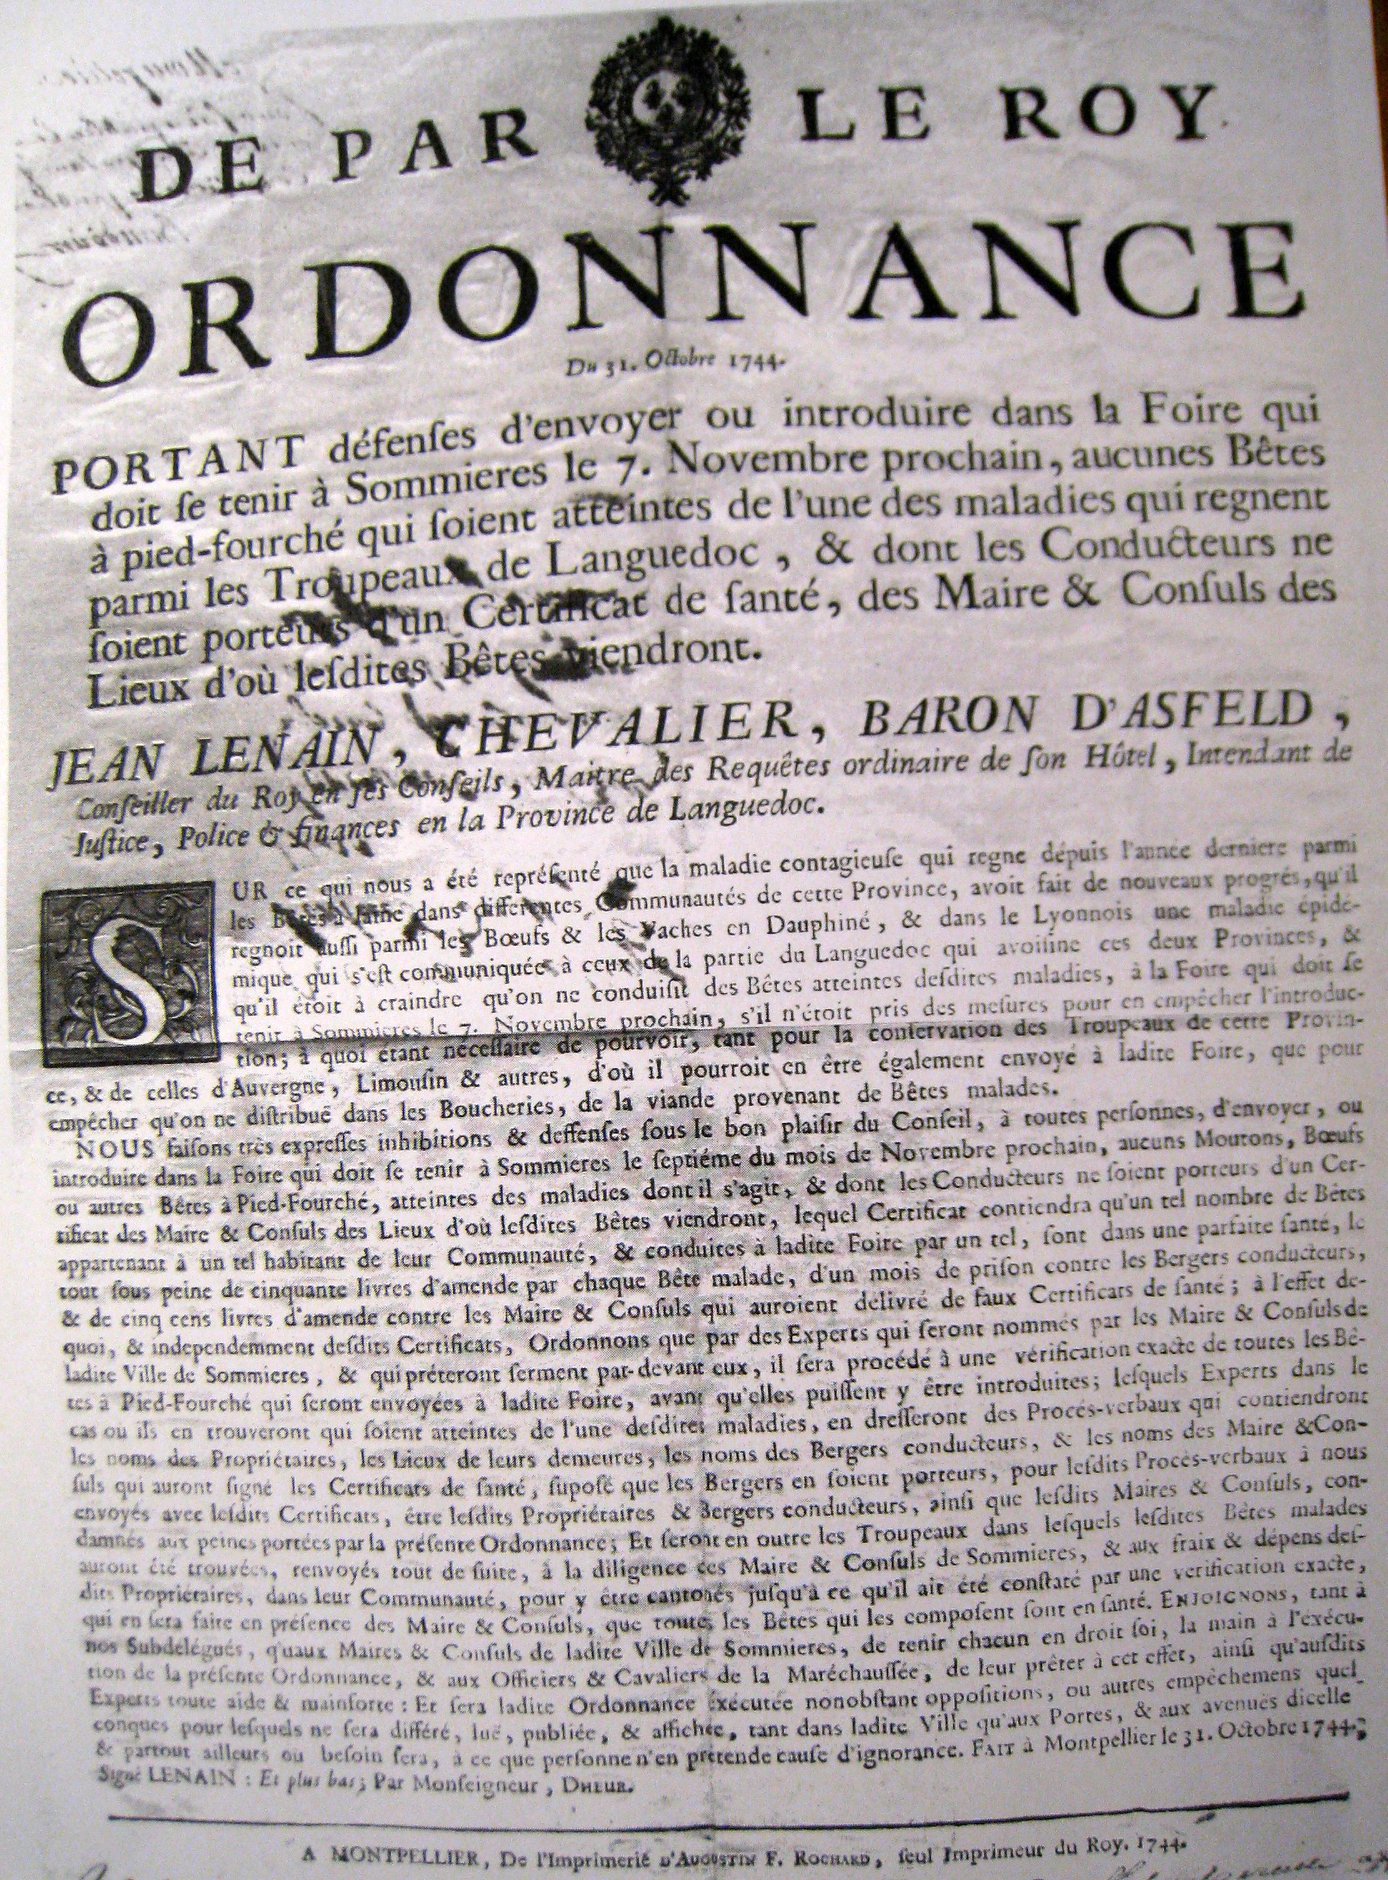 DE PAR LE ROY
ORDONNANCE
Du 31. Octobre 1744.
PORTANT défenſes d'envoyer ou introduire dans la Foire qui
doit ſe tenir à Sommieres le 7. Novembre prochain, aucunes Bêtes
à pied-fourché qui ſoient atteintes de l'une des maladies qui regnent
parmi les Troupeaux de Languedoc, & dont les Conducteurs ne
ſoient porteurs d'un Certificat de ſanté, des Maire & Conſuls des
Lieux d'où leſdites Bêtes viendront.
JEAN LENAIN, CHEVALIER, BARON D'ASFELD,
Conſeiller du Roy en ſes Conſeils, Maitre des Requêtes ordinaire de ſon Hôtel, Intendant de
Juſtice, Police & finances en la Province de Languedoc.
SUR ce qui nous a été repréſenté que la maladie contagieuſe qui regne dépuis l'année derniere parmi
les Bêtes à laine dans differentes Communautés de cette Province, avoit fait de nouveaux progrés, qu'il
regnoit auſſi parmi les Bœufs & les Vaches en Dauphiné, & dans le Lyonnois une maladie épidé-
mique qui s'eſt communiquée à ceux de la partie du Languedoc qui avoiſine ces deux Provinces, &
qu'il étoit à craindre qu'on ne conduiſit des Bêtes atteintes deſdites maladies, à la Foire qui doit ſe
tenir à Sommieres le 7. Novembre prochain, s'il n'étoit pris des meſures pour en empêcher l'introduc-
tion; à quoi étant néceſſaire de pourvoir, tant pour la conſervation des Troupeaux de cette Provin-
ce, & de celles d'Auvergne, Limouſin & autres, d'où il pourroit en être également envoyé à ladite Foire, que pour
empêcher qu'on ne diſtribuë dans les Boucheries, de la viande provenant de Bêtes malades.
NOUS faiſons très expreſſes inhibitions & deffenſes ſous le bon plaiſir du Conſeil, à toutes perſonnes, d'envoyer, ou
introduire dans la Foire qui doit ſe tenir à Sommieres le ſeptiéme du mois de Novembre prochain, aucuns Moutons, Bœufs
ou autres Bêtes à Pied-Fourché, atteintes des maladies dont il s'agit, & dont les Conducteurs ne ſoient porteurs d'un Cer-
tificat des Maire & Conſuls des Lieux d'où leſdites Bêtes viendront, lequel Certificat contiendra qu'un tel nombre de Bêtes
appartenant à un tel habitant de leur Communauté, & conduites à ladite Foire par un tel, ſont dans une parfaite ſanté, le
tout ſous peine de cinquante livres d'amende par chaque Bête malade, d'un mois de priſon contre les Bergers conducteurs,
& de cinq cens livres d'amende contre les Maire & Conſuls qui auroient délivré de faux Certificats de ſanté; à l'effet de-
quoi, & independemment deſdits Certificats, Ordonnons que par des Experts qui ſeront nommés par les Maire & Conſuls de
ladite Ville de Sommieres, & qui prêteront ſerment par-devant eux, il ſera procédé à une vérification exacte de toutes les Bê-
tes à Pied-Fourché qui ſeront envoyées à ladite Foire, avant qu'elles puiſſent y être introduites; leſquels Experts dans le
cas ou ils en trouveront qui ſoient atteintes de l'une deſdites maladies, en dreſſeront des Procés-verbaux qui contiendront
les noms des Propriétaires, les Lieux de leurs demeures, les noms des Bergers conducteurs, & les noms des Maire & Con-
ſuls qui auront ſigné les Certificats de ſanté, ſupoſé que les Bergers en ſoient porteurs, pour leſdits Procès-verbaux à nous
envoyés avec leſdits Certificats, être leſdits Propriétaires & Bergers conducteurs, ainſi que leſdits Maires & Conſuls, con-
damnés aux peines portées par la préſente Ordonnance; Et ſeront en outre les Troupeaux dans leſquels leſdites Bêtes malades
auront été trouvées, renvoyés tout de ſuite, à la diligence des Maire & Conſuls de Sommieres, & aux fraix & dépens deſ-
dits Propriétaires, dans leur Communauté, pour y être cantonés juſqu'à ce qu'il ait été conſtaté par une vérification exacte,
qui en ſera faite en préſence des Maire & Conſuls, que toutes les Bêtes qui les compoſent ſont en ſanté. ENJOIGNONS, tant à
nos Subdelégués, qu'aux Maires & Conſuls de ladite Ville de Sommieres, de tenir chacun en droit ſoi, la main à l'exécu-
tion de la préſente Ordonnance, & aux Officiers & Cavaliers de la Maréchauſſée, de leur prêter à cet effet, ainſi qu'auſdits
Experts toute aide & mainforte: Et ſera ladite Ordonnance éxécutée nonobſtant oppoſitions, ou autres empêchemens quel-
conques pour leſquels ne ſera différé, luë, publiée, & affichée, tant dans ladite Ville qu'aux Portes, & aux avenuës dicelle
& partout ailleurs ou beſoin ſera, à ce que perſonne n'en prétende cauſe d'ignorance. FAIT à Montpellier le 31. Octobre 1744.
Signé LENAIN: Et plus bas; Par Monſeigneur, DHEUR.
A MONTPELLIER, De l'Imprimerié D'AUGUSTIN F. ROCHARD, ſeul Imprimeur du Roy. 1744.